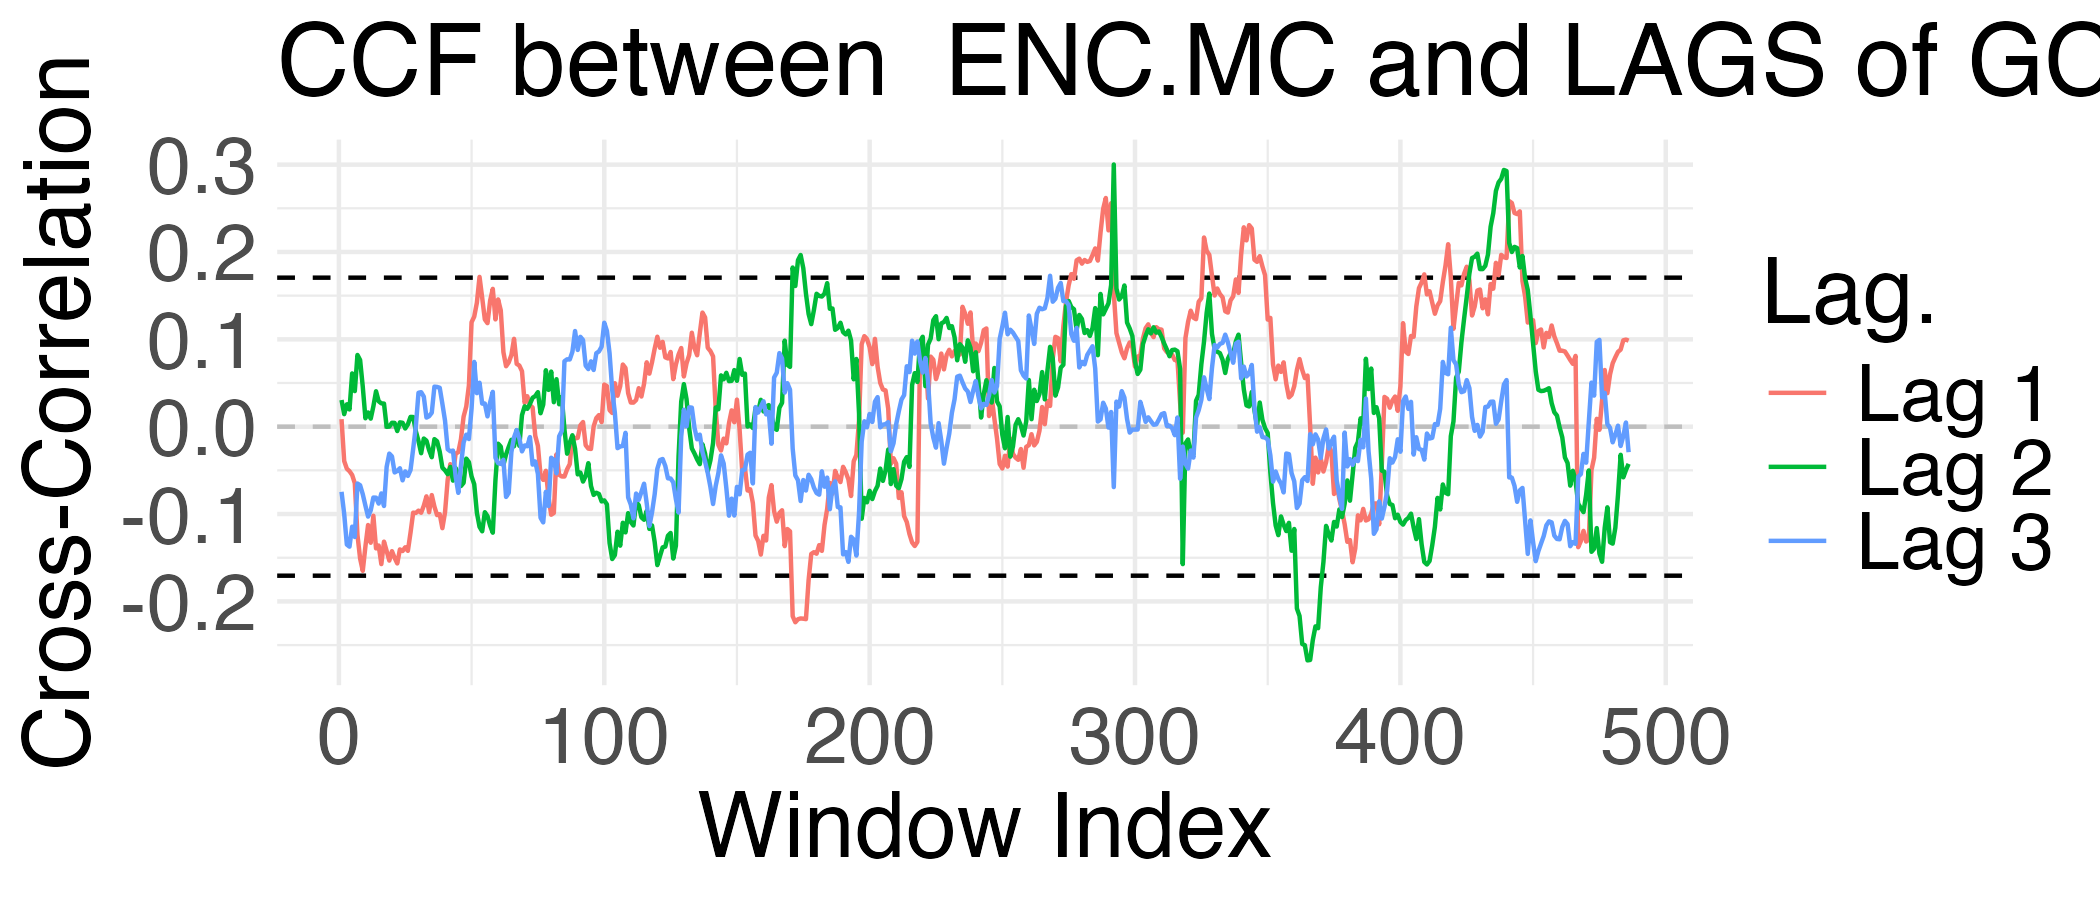 CCF between ENC.MC and LAGS of
Cross-Correlation
0.3
0.2
0.1
0.0
-0.1
-0.2
0 100 200 300 400 500
Window Index
Lag.
Lag 1
Lag 2
Lag 3